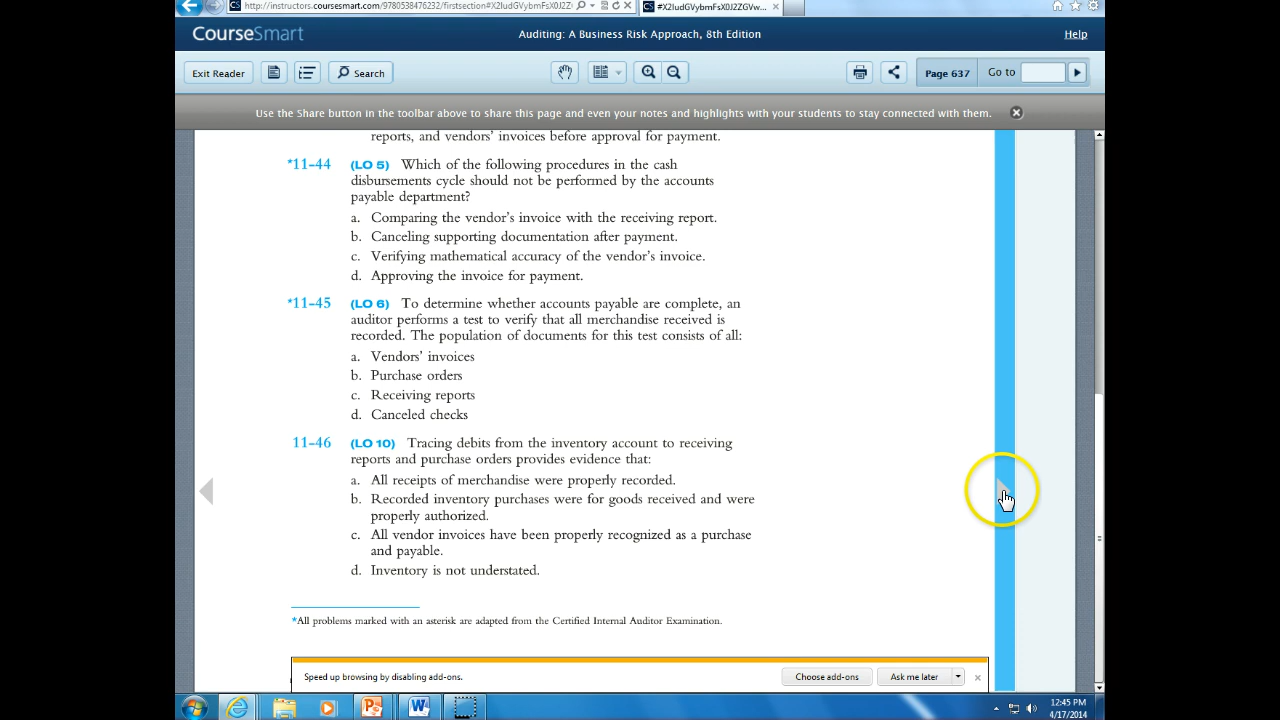 http://instructors.coursesmart.com/9780538476232/firstsection#X2ludGVybmFsX0J2ZGVw...
CourseSmart
Auditing: A Business Risk Approach, 8th Edition
Help
Exit Reader
Search
Page 637
Go to
Use the Share button in the toolbar above to share this page and even your notes and highlights with your students to stay connected with them.
reports, and vendors' invoices before approval for payment.
*11-44 (LO 5) Which of the following procedures in the cash
disbursements cycle should not be performed by the accounts
payable department?
a. Comparing the vendor's invoice with the receiving report.
b. Canceling supporting documentation after payment.
c. Verifying mathematical accuracy of the vendor's invoice.
d. Approving the invoice for payment.
*11-45 (LO 6) To determine whether accounts payable are complete, an
auditor performs a test to verify that all merchandise received is
recorded. The population of documents for this test consists of all:
a. Vendors' invoices
b. Purchase orders
c. Receiving reports
d. Canceled checks
11-46 (LO 10) Tracing debits from the inventory account to receiving
reports and purchase orders provides evidence that:
a. All receipts of merchandise were properly recorded.
b. Recorded inventory purchases were for goods received and were
properly authorized.
c. All vendor invoices have been properly recognized as a purchase
and payable.
d. Inventory is not understated.
*All problems marked with an asterisk are adapted from the Certified Internal Auditor Examination.
Speed up browsing by disabling add-ons.
Choose add-ons
Ask me later
12:45 PM
4/17/2014